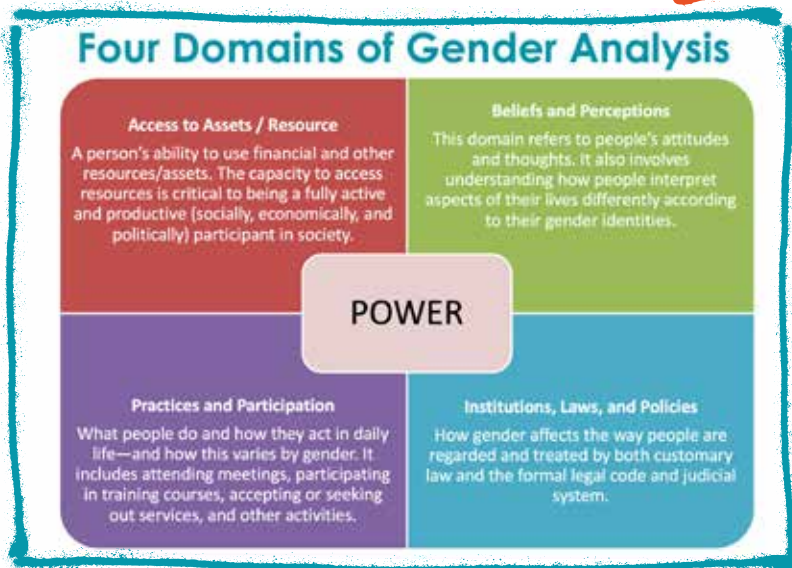 Four Domains of Gender Analysis
Access to Assets / Resource
A person's ability to use financial and other
resources/assets. The capacity to access
resources is critical to being a fully active
and productive (socially, economically, and
politically) participant in society.
Beliefs and Perceptions
This domain refers to people's attitudes
and thoughts. It also involves
understanding how people interpret
aspects of their lives differently according
to their gender identities.
POWER
Practices and Participation
What people do and how they act in daily
life—and how this varies by gender. It
includes attending meetings, participating
in training courses, accepting or seeking
out services, and other activities.
Institutions, Laws, and Policies
How gender affects the way people are
regarded and treated by both customary
law and the formal legal code and judicial
system.